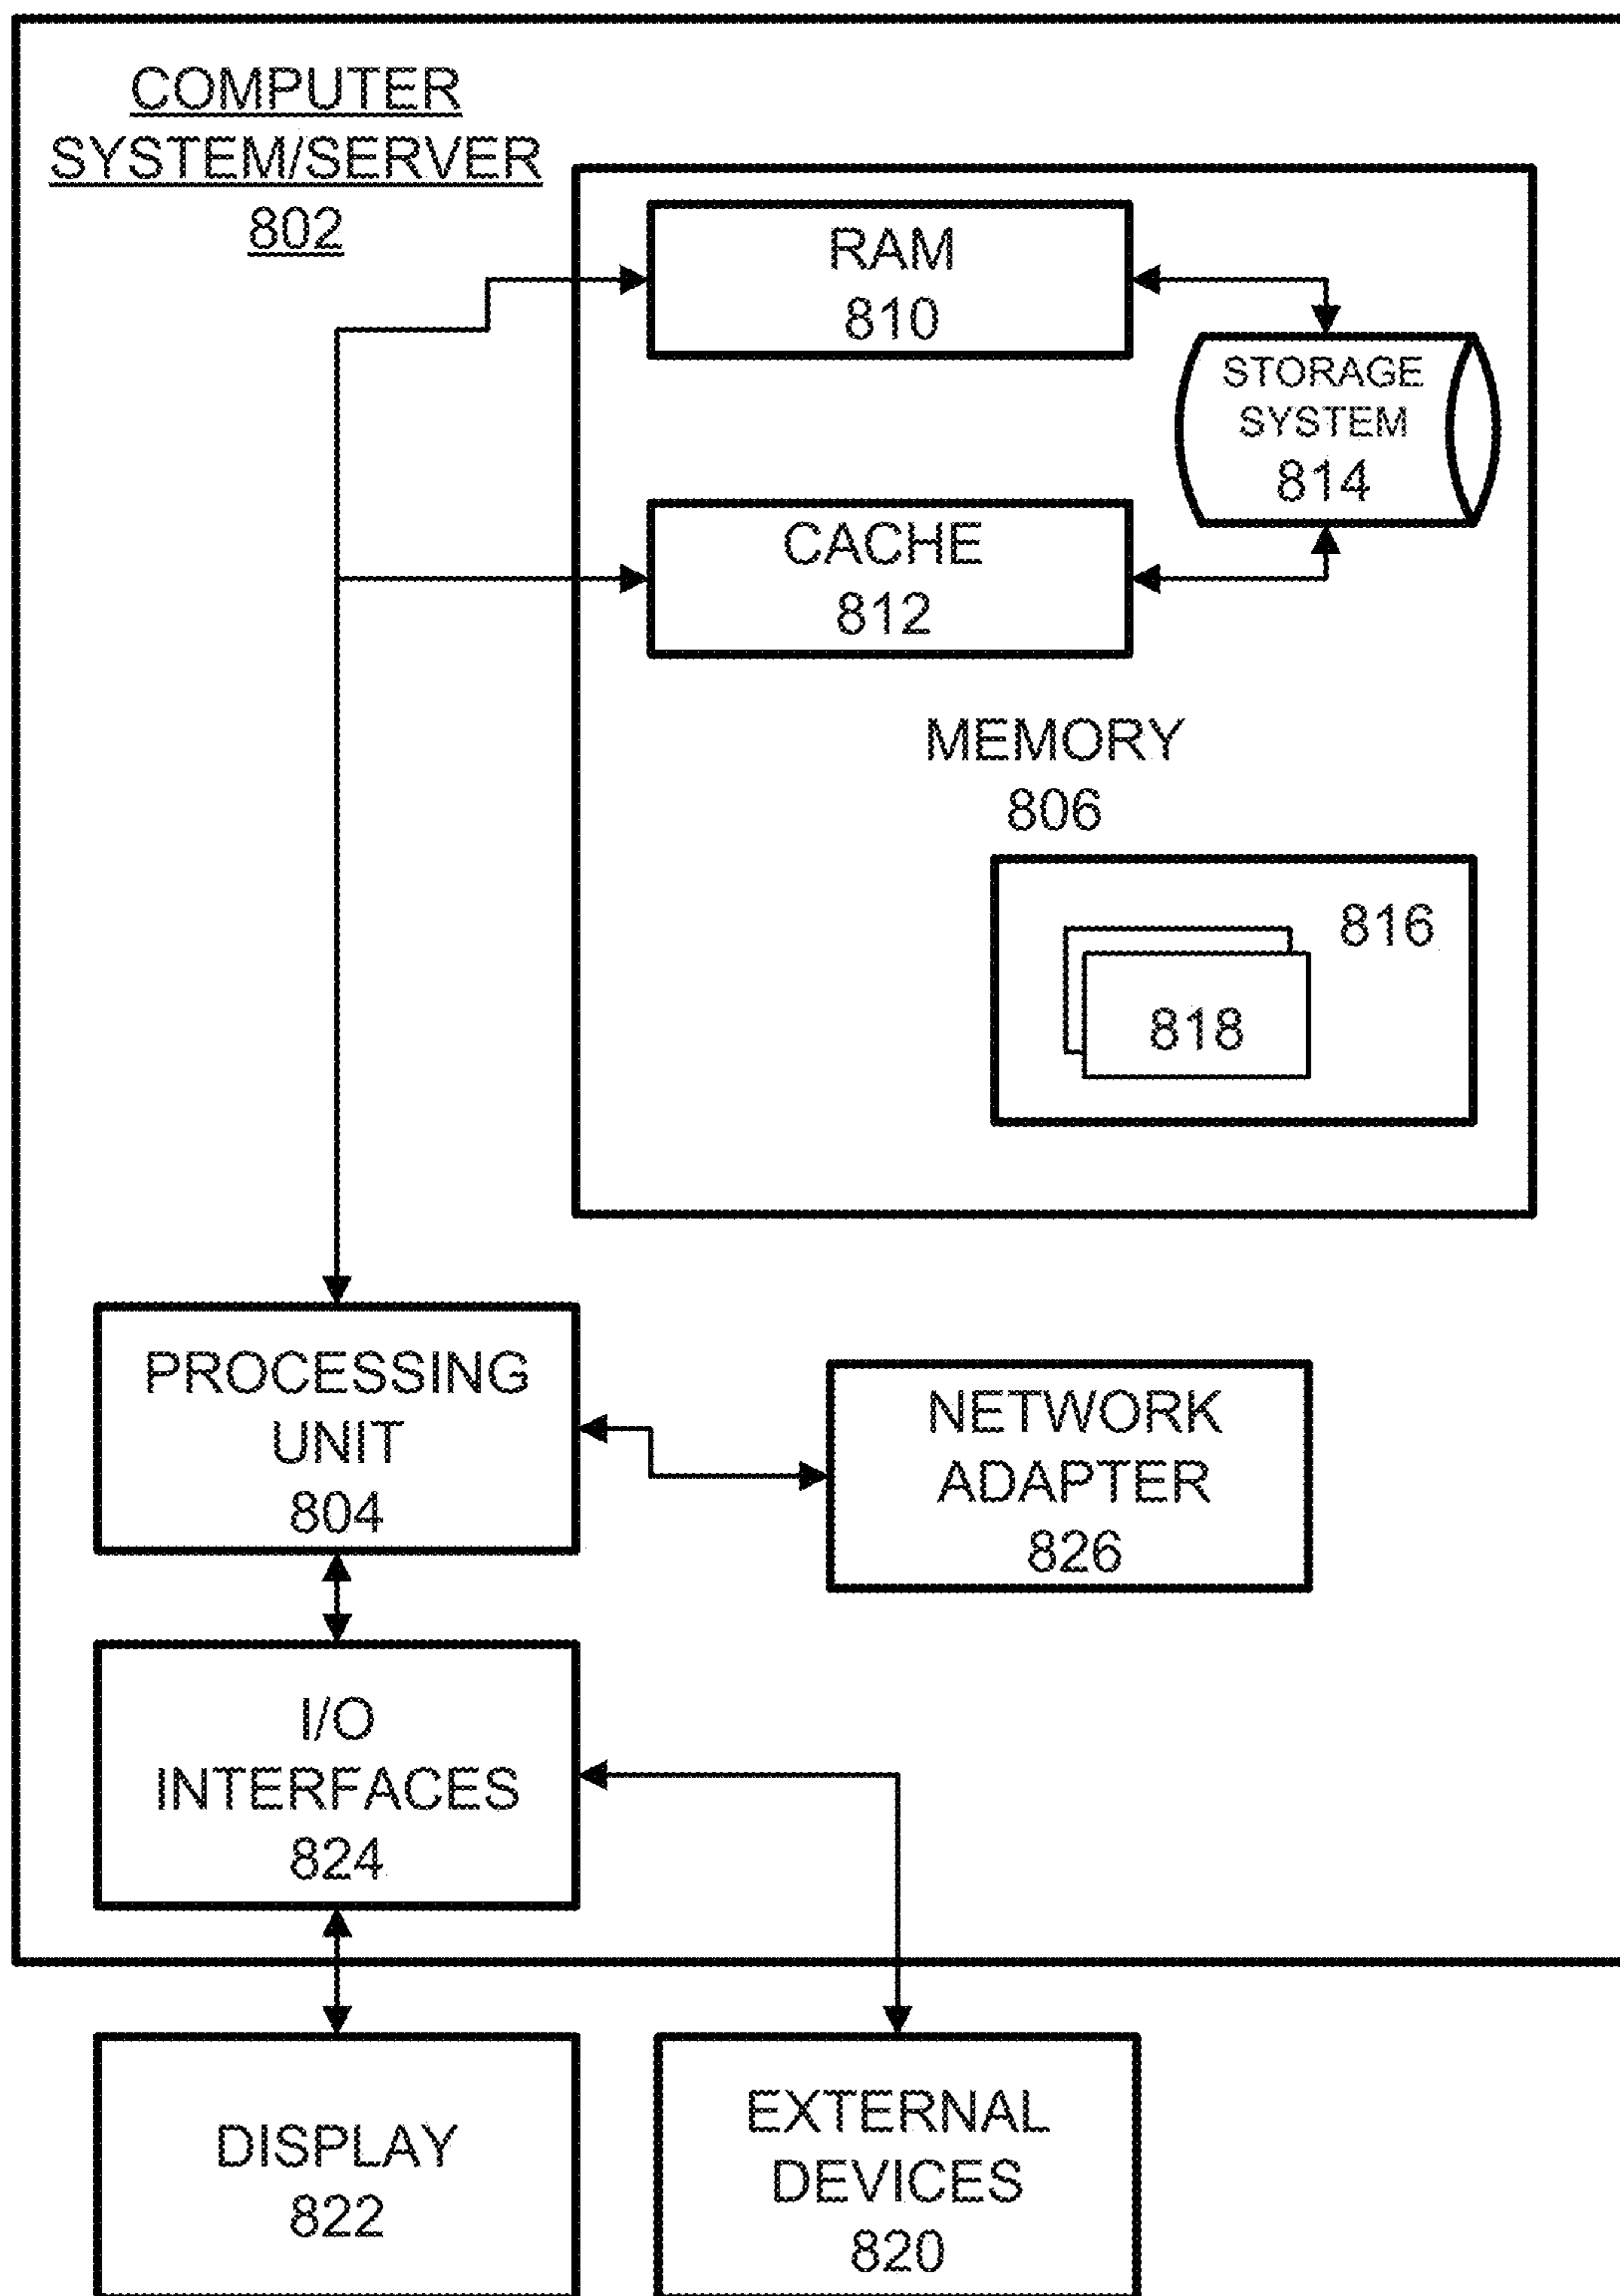 COMPUTER
SYSTEM/SERVER
802
RAM
810
STORAGE
SYSTEM
814
CACHE
812
MEMORY
806
816
818
PROCESSING
UNIT
804
NETWORK
ADAPTER
826
I/O
INTERFACES
824
DISPLAY
822
EXTERNAL
DEVICES
820